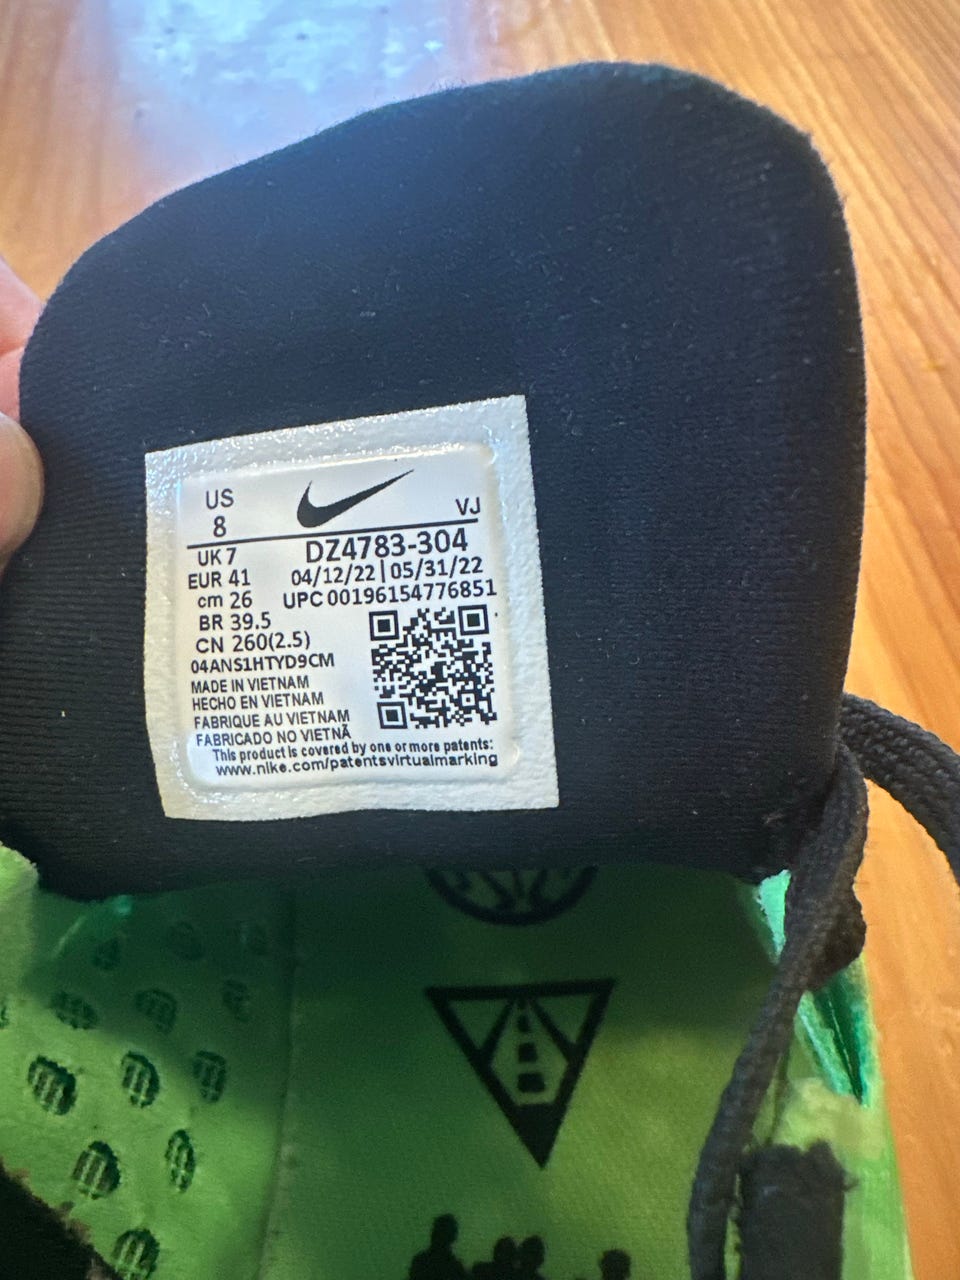 US
8
VJ
UK 7
DZ4783-304
EUR 41
04/12/22 | 05/31/22
cm 26
UPC 00196154776851
BR 39.5
CN 260(2.5)
04ANS1HTYD9CM
MADE IN VIETNAM
HECHO EN VIETNAM
FABRIQUE AU VIETNAM
FABRICADO NO VIETNÃ
This product is covered by one or more patents:
www.nike.com/patentsvirtualmarking